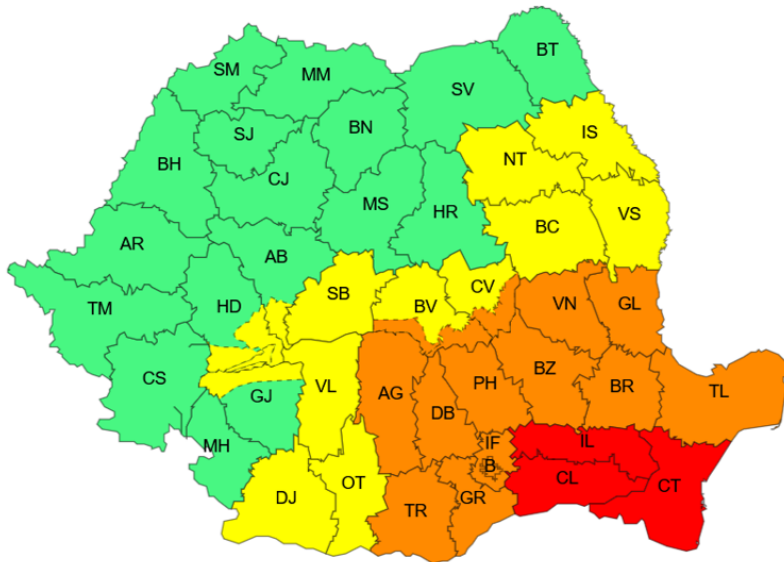 BT
SM
MM
SV
SJ
BN
IS
NT
BH
CJ
MS
HR
VS
BC
AR
AB
CV
SB
BV
TM
HD
VN
GL
CS
VL
AG
PH
BZ
BR
TL
GJ
DB
MH
IF
IL
B
OT
CL
CT
DJ
GR
TR